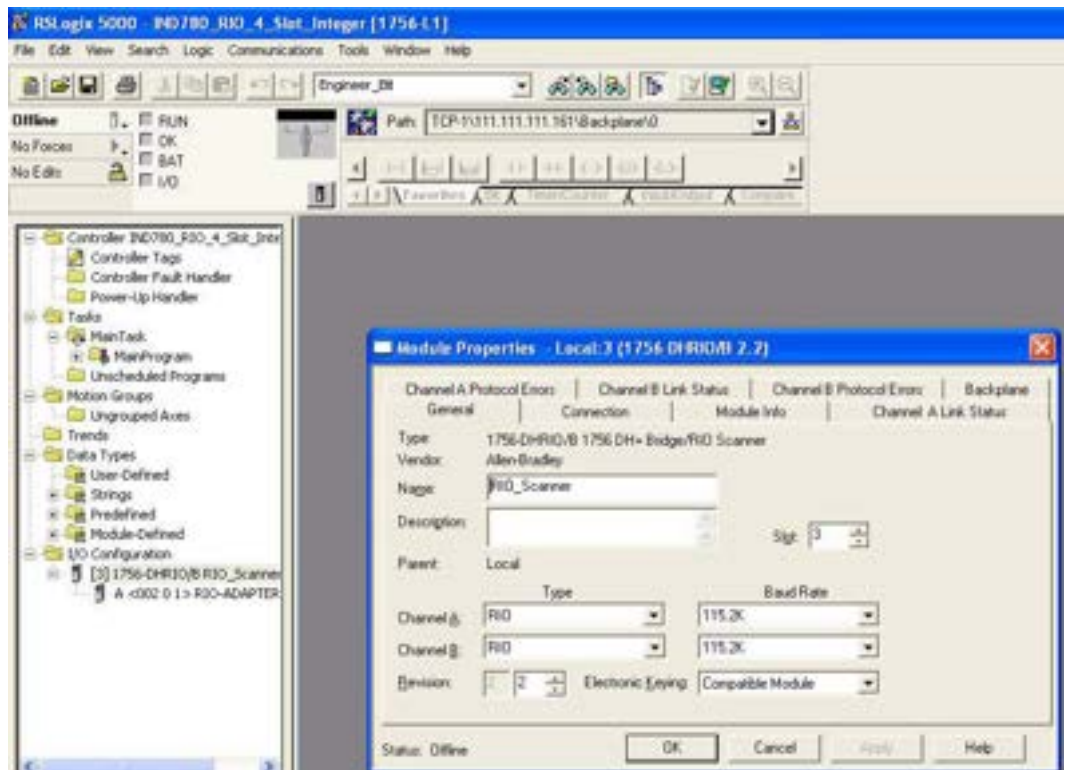 RSLogix 5000 - IND780_RIO_4_Slot_Integer [1756-L1]
File Edit View Search Logic Communications Tools Window Help
Engineer_Bit
Offline
RUN
No Forces
OK
BAT
No Edits
I/O
Path: TCP-1\111.111.111.161\Backplane\0
Favorites
Bit
Timer/Counter
Input/Output
Compare
Controller IND780_RIO_4_Slot_Inte
Controller Tags
Controller Fault Handler
Power-Up Handler
Tasks
MainTask
MainProgram
Unscheduled Programs
Motion Groups
Ungrouped Axes
Trends
Data Types
User-Defined
Strings
Predefined
Module-Defined
I/O Configuration
[3] 1756-DHRIO/B RIO_Scanner
A <002 0 1> RIO-ADAPTER
Module Properties - Local:3 (1756-DHRIO/B 2.2)
Channel A Protocol Errors
Channel B Link Status
Channel B Protocol Errors
Backplane
General
Connection
Module Info
Channel A Link Status
Type: 1756-DHRIO/B 1756 DH+ Bridge/RIO Scanner
Vendor: Allen-Bradley
Name: RIO_Scanner
Description:
Slot: 3
Parent: Local
Type
Baud Rate
Channel A: RIO 115.2K
Channel B: RIO 115.2K
Revision: 2 2 Electronic Keying: Compatible Module
Status: Offline
OK
Cancel
Apply
Help